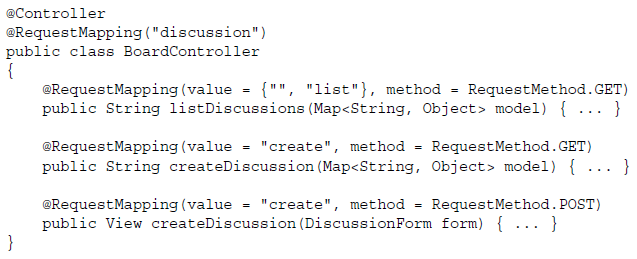 @Controller
@RequestMapping("discussion")
public class BoardController
{
    @RequestMapping(value = {"", "list"}, method = RequestMethod.GET)
    public String listDiscussions(Map<String, Object> model) { ... }

    @RequestMapping(value = "create", method = RequestMethod.GET)
    public String createDiscussion(Map<String, Object> model) { ... }

    @RequestMapping(value = "create", method = RequestMethod.POST)
    public View createDiscussion(DiscussionForm form) { ... }
}